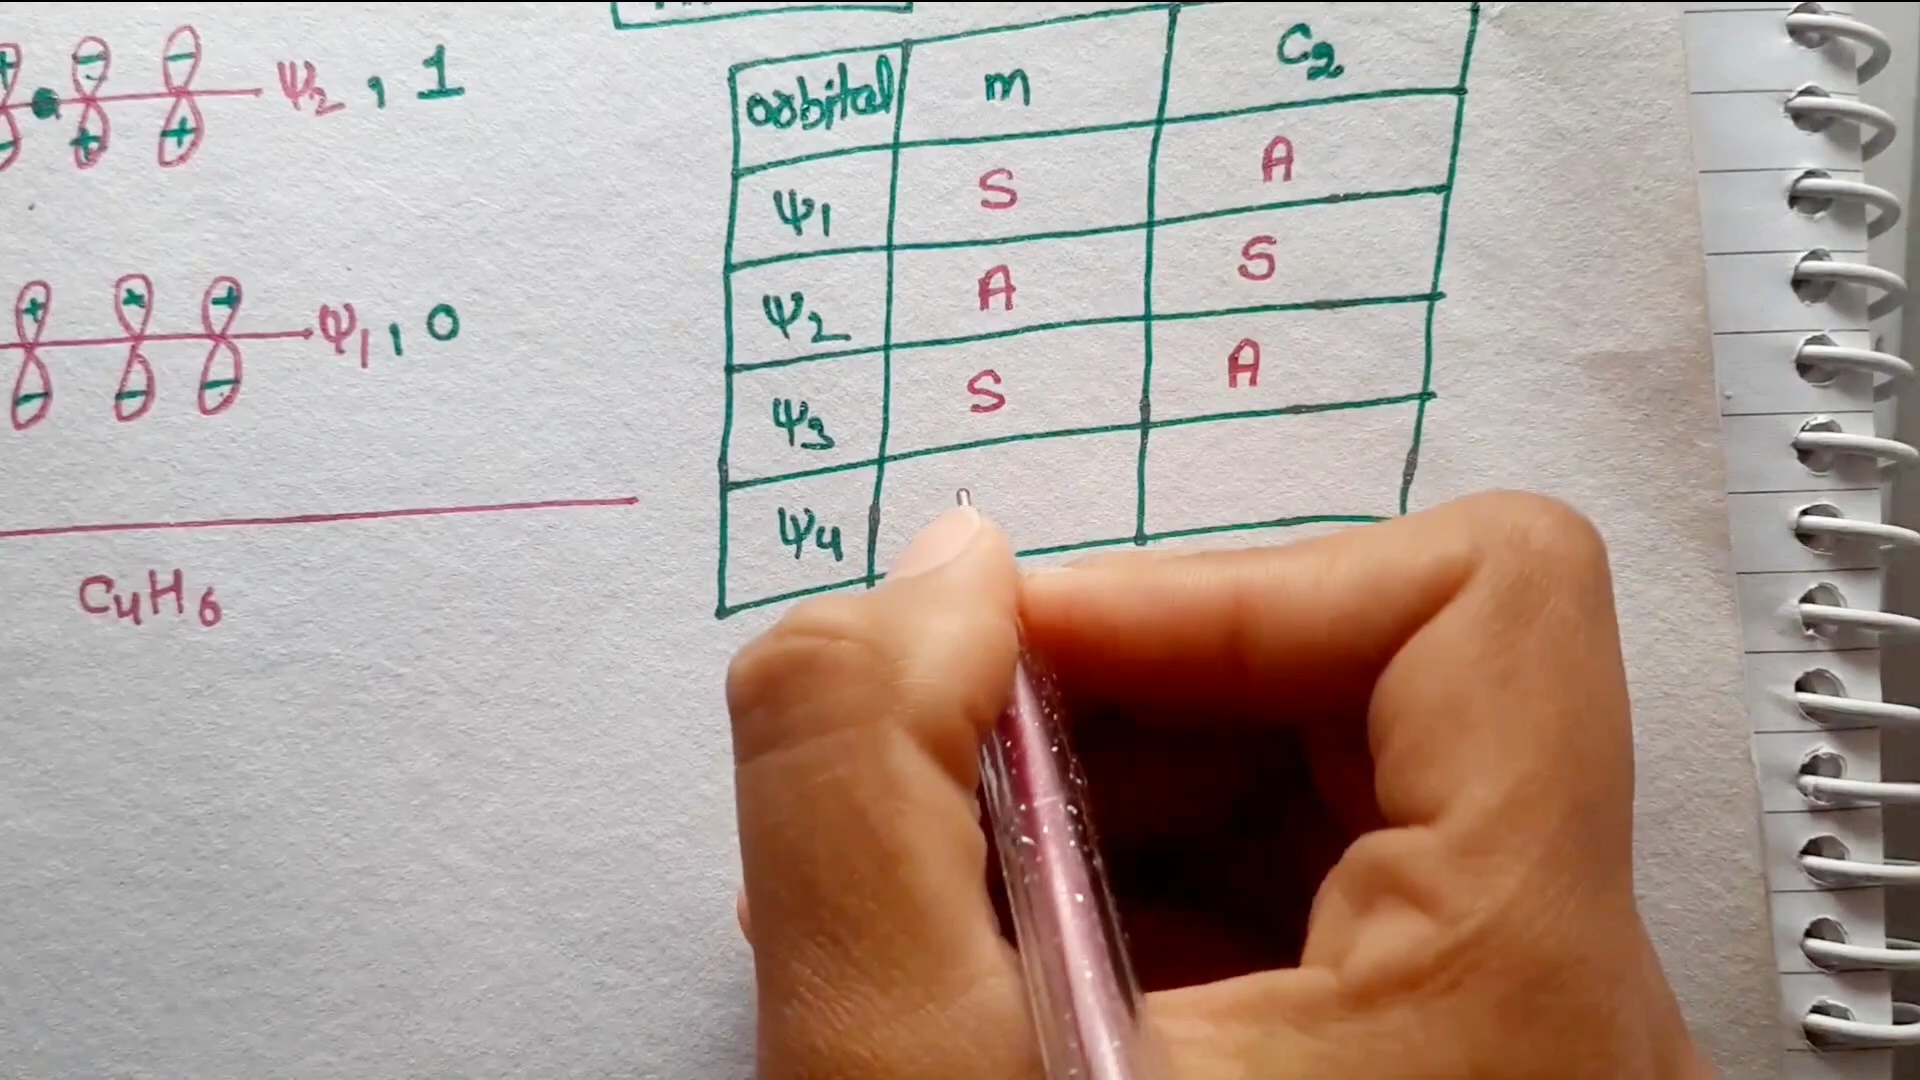 ψ2, 1
+ - -
- + +
ψ1, 0
+ + +
- - -
C4H6
orbital m C2
ψ1 S A
ψ2 A S
ψ3 S A
ψ4